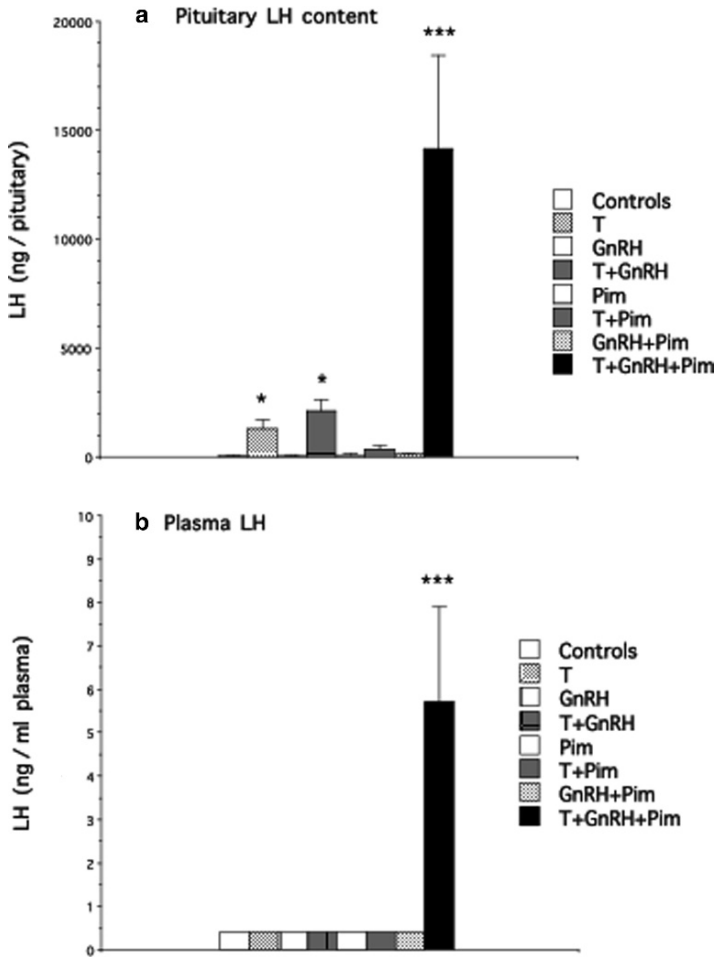 a Pituitary LH content
20000
15000
10000
5000
0
LH (ng / pituitary)
*
*
***
Controls
T
GnRH
T+GnRH
Pim
T+Pim
GnRH+Pim
T+GnRH+Pim
b Plasma LH
10
9
8
7
6
5
4
3
2
1
0
LH (ng / ml plasma)
***
Controls
T
GnRH
T+GnRH
Pim
T+Pim
GnRH+Pim
T+GnRH+Pim